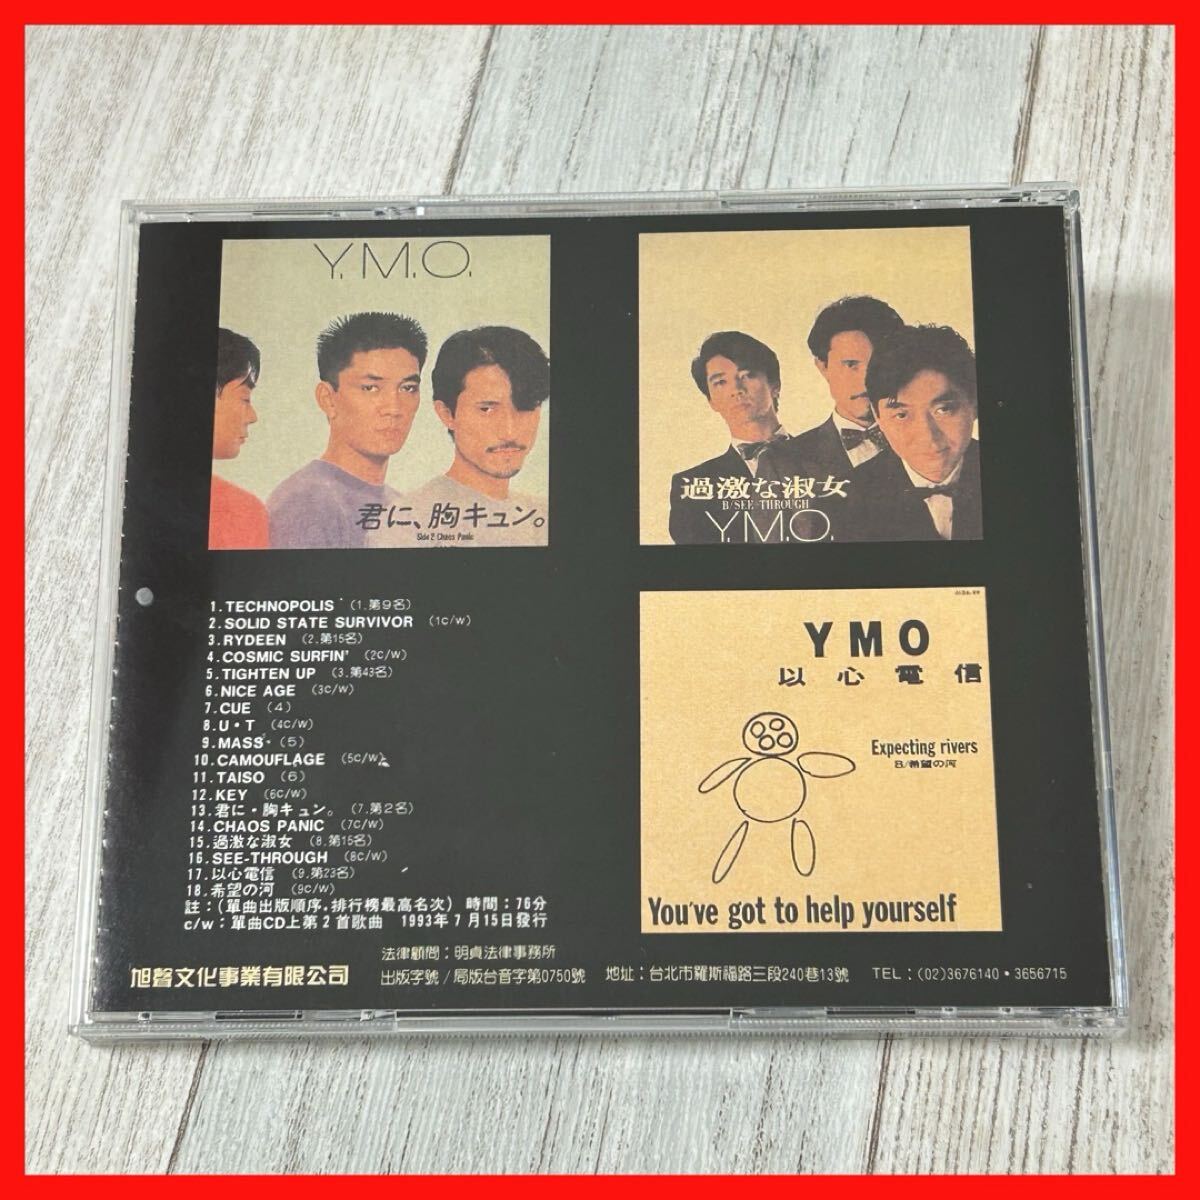 Y.M.O.
君に、胸キュン。
Side 2 Chaos Panic
過激な淑女
B/SEE-THROUGH
Y.M.O.
1.TECHNOPOLIS (1.第9名)
2.SOLID STATE SURVIVOR (1c/w)
3.RYDEEN (2.第15名)
4.COSMIC SURFIN' (2c/w)
5.TIGHTEN UP (3.第43名)
6.NICE AGE (3c/w)
7.CUE (4)
8.U・T (4c/w)
9.MASS (5)
10.CAMOUFLAGE (5c/w)
11.TAISO (6)
12.KEY (6c/w)
13.君に・胸キュン。 (7.第2名)
14.CHAOS PANIC (7c/w)
15.過激な淑女 (8.第15名)
16.SEE-THROUGH (8c/w)
17.以心電信 (9.第23名)
18.希望の河 (9c/w)
註：(單曲出版順序。排行榜最高名次) 時間：76分
c/w：單曲CD上第2首歌曲 1993年7月15日發行
YMO
以心電信
Expecting rivers
B/希望の河
You've got to help yourself
旭聲文化事業有限公司
法律顧問：明貞法律事務所
出版字號/局版台音字第0750號 地址：台北市羅斯福路三段240巷13號 TEL：(02)3676140・3656715